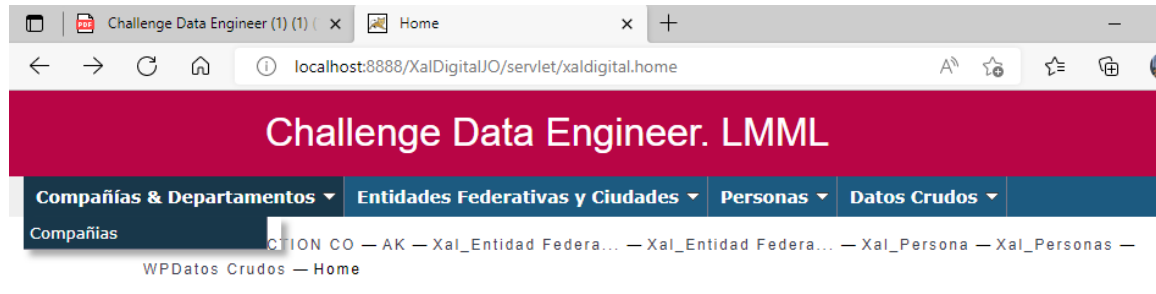 Challenge Data Engineer (1) (1) (
Home
localhost:8888/XalDigitalJO/servlet/xaldigital.home
Challenge Data Engineer. LMML
Compañías & Departamentos Entidades Federativas y Ciudades Personas Datos Crudos
Compañias
CTION CO — AK — Xal_Entidad Federa... — Xal_Entidad Federa... — Xal_Persona — Xal_Personas —
WPDatos Crudos — Home